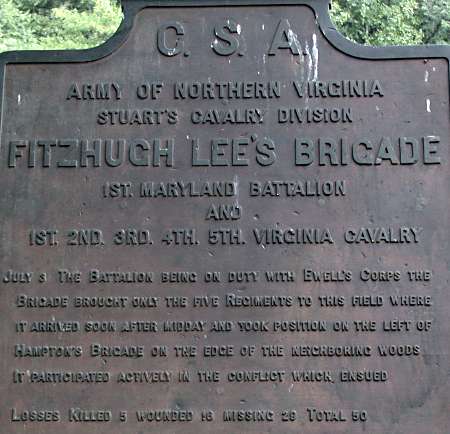 C. S. A.
ARMY OF NORTHERN VIRGINIA
STUART'S CAVALRY DIVISION
FITZHUGH LEE'S BRIGADE
1ST. MARYLAND BATTALION
AND
1ST. 2ND. 3RD. 4TH. 5TH. VIRGINIA CAVALRY
JULY 3 THE BATTALION BEING ON DUTY WITH EWELL'S CORPS THE
BRIGADE BROUGHT ONLY THE FIVE REGIMENTS TO THIS FIELD WHERE
IT ARRIVED SOON AFTER MIDDAY AND TOOK POSITION ON THE LEFT OF
HAMPTON'S BRIGADE ON THE EDGE OF THE NEIGHBORING WOODS
IT PARTICIPATED ACTIVELY IN THE CONFLICT WHICH ENSUED
LOSSES KILLED 5 WOUNDED 16 MISSING 29 TOTAL 50